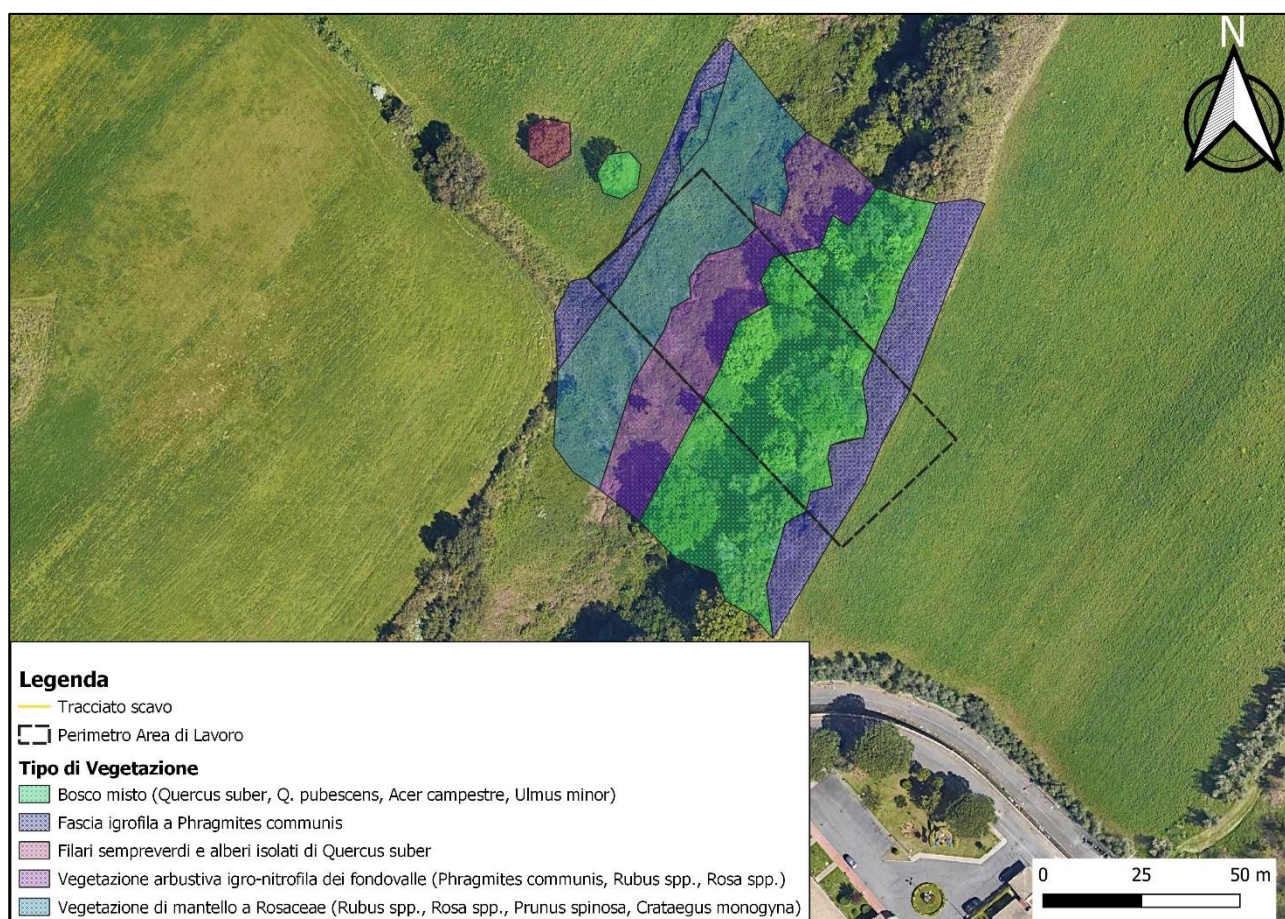 N
Legenda
Tracciato scavo
Perimetro Area di Lavoro
Tipo di Vegetazione
Bosco misto (Quercus suber, Q. pubescens, Acer campestre, Ulmus minor)
Fascia igrofila a Phragmites communis
Filari sempreverdi e alberi isolati di Quercus suber
Vegetazione arbustiva igro-nitrofila dei fondovalle (Phragmites communis, Rubus spp., Rosa spp.)
Vegetazione di mantello a Rosaceae (Rubus spp., Rosa spp., Prunus spinosa, Crataegus monogyna)
0 25 50 m